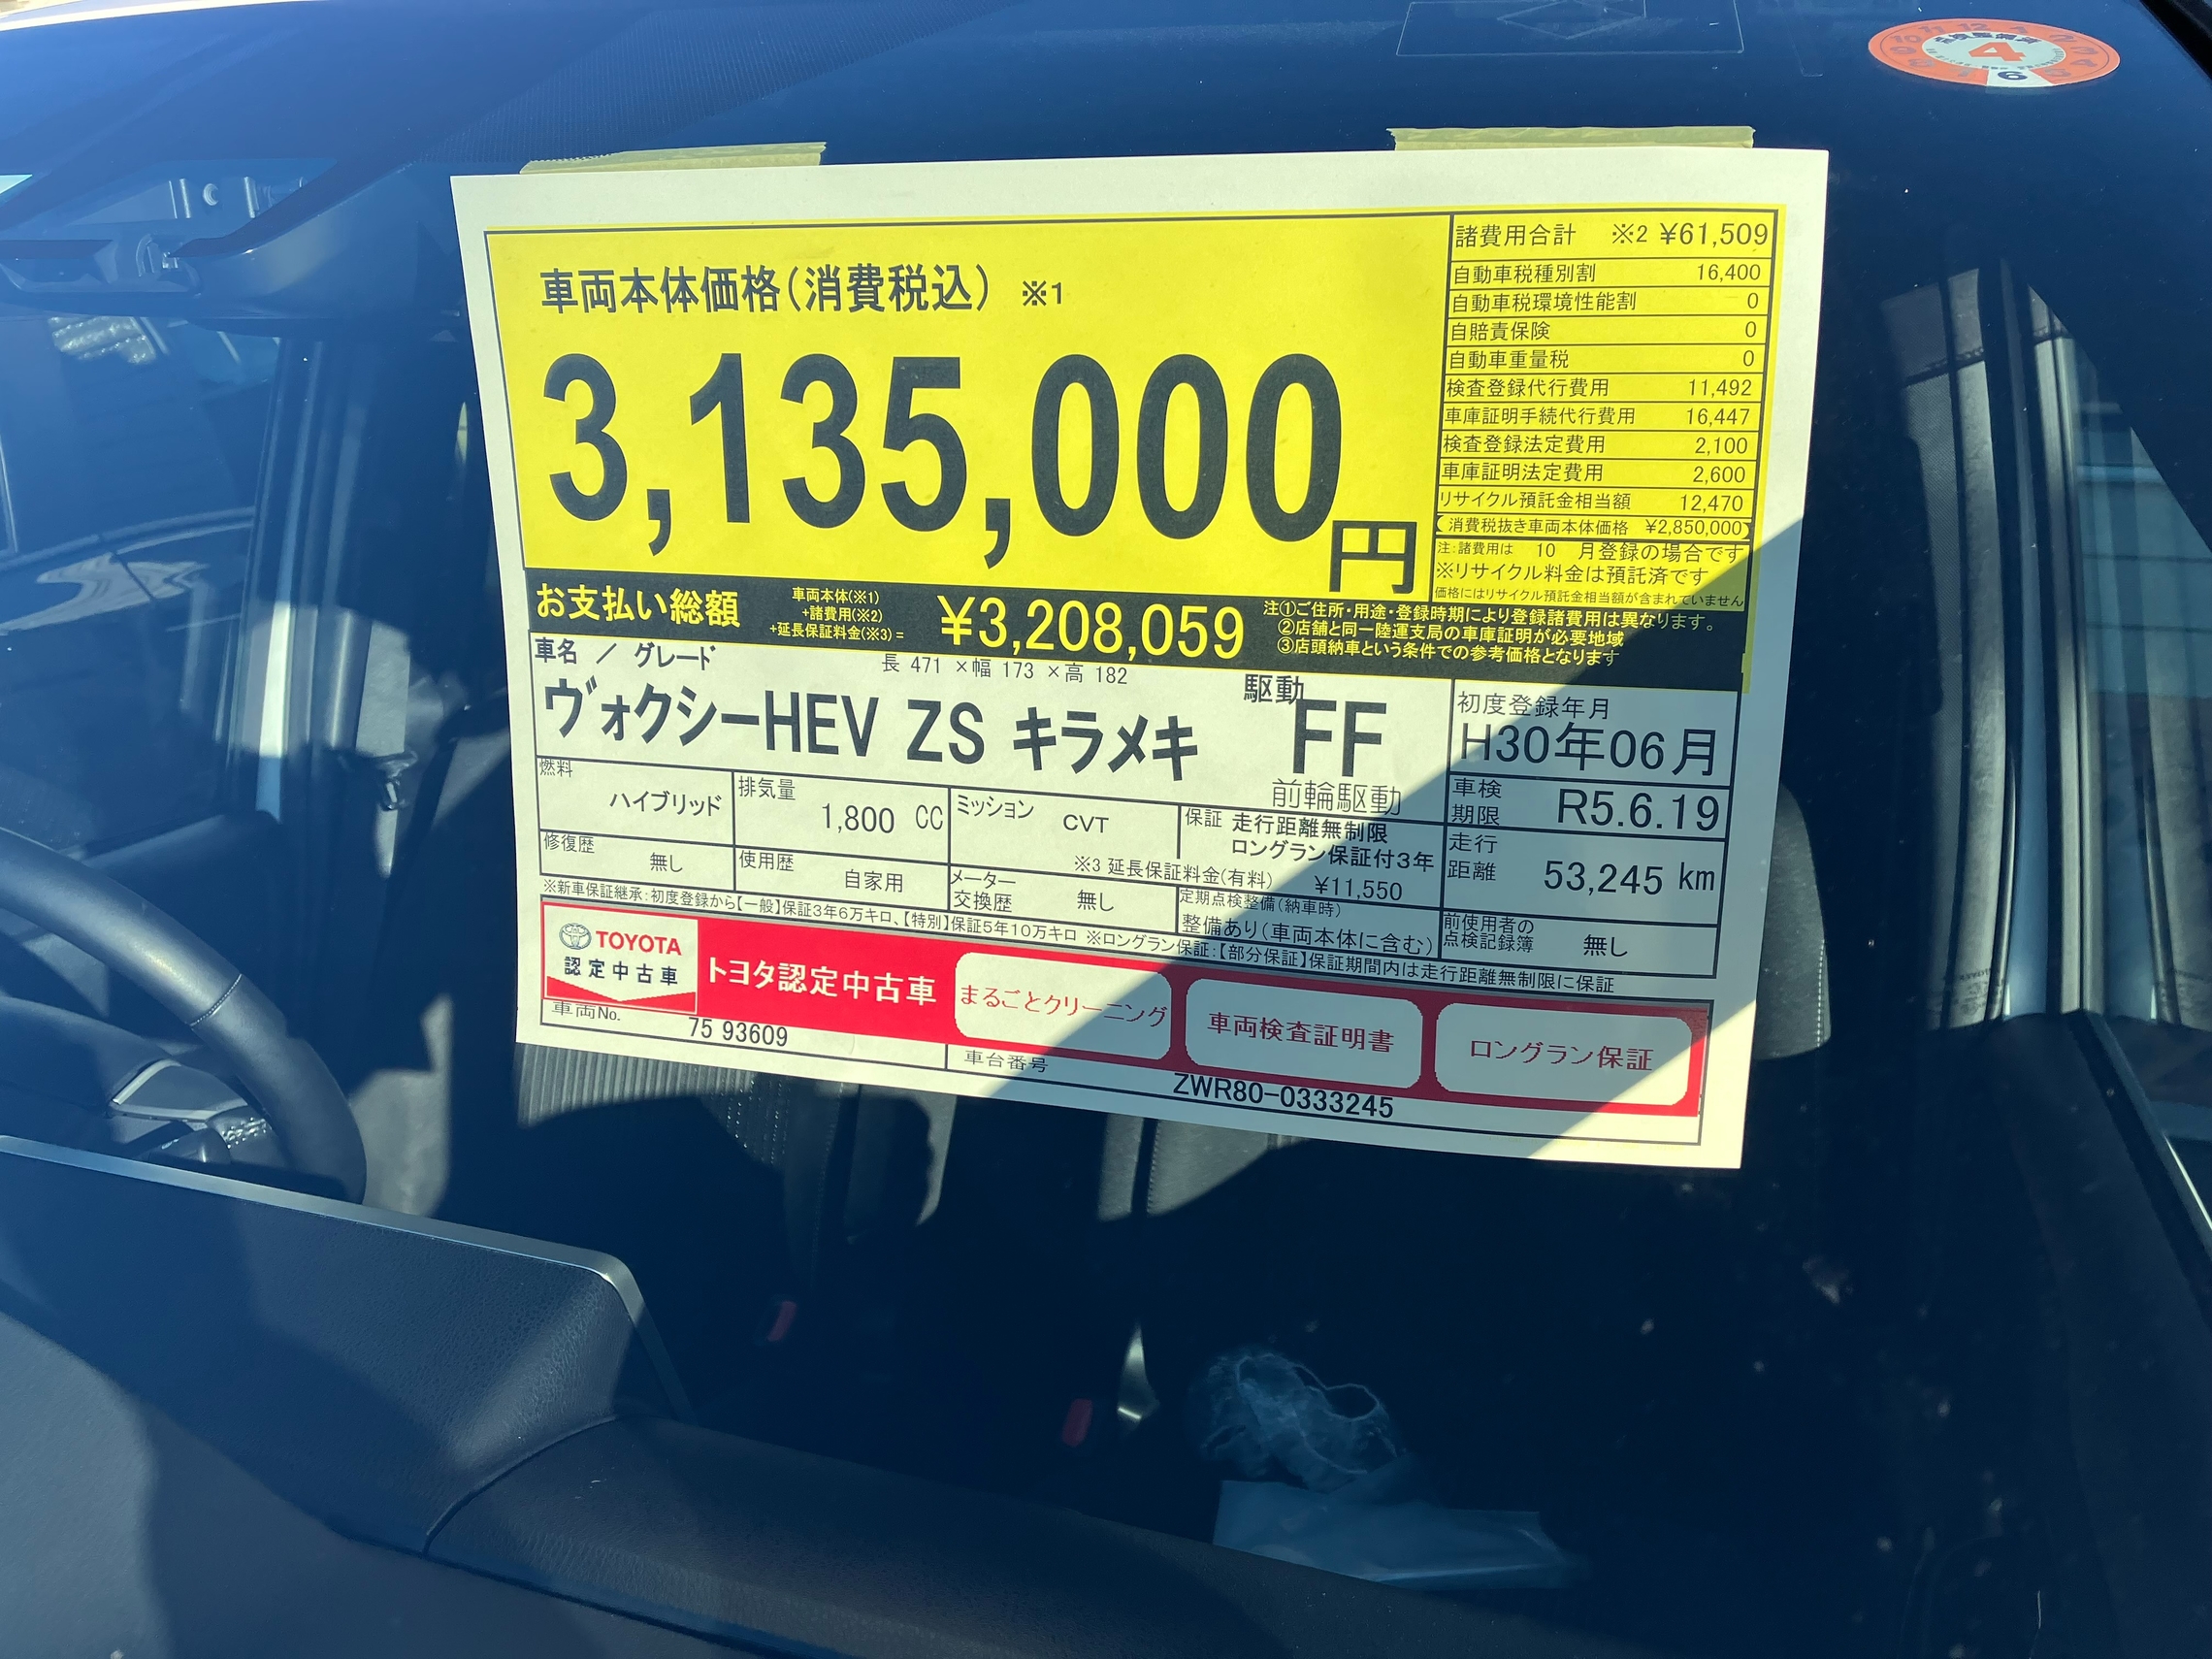 4
6
車両本体価格(消費税込) ※1
3,135,000円
諸費用合計 ※2 ¥61,509
自動車税種別割 16,400
自動車税環境性能割 0
自賠責保険 0
自動車重量税 0
検査登録代行費用 11,492
車庫証明手続代行費用 16,447
検査登録法定費用 2,100
車庫証明法定費用 2,600
リサイクル預託金相当額 12,470
(消費税抜き車両本体価格 ¥2,850,000)
注:諸費用は 10 月登録の場合です
※リサイクル料金は預託済です
価格にはリサイクル預託金相当額が含まれていません
お支払い総額
車両本体(※1)
+諸費用(※2)
+延長保証料金(※3)=
¥3,208,059
注①ご住所・用途・登録時期により登録諸費用は異なります。
②店舗と同一陸運支局の車庫証明が必要地域
③店頭納車という条件での参考価格となります
車名 / グレード
長 471 ×幅 173 ×高 182
ヴォクシーHEV ZS キラメキ
駆動
FF
前輪駆動
初度登録年月
H30年06月
燃料
ハイブリッド
排気量
1,800 CC
ミッション
CVT
保証 走行距離無制限
ロングラン保証付3年
※3 延長保証料金(有料) ¥11,550
車検
期限
R5.6.19
修復歴
無し
使用歴
自家用
メーター
交換歴
無し
定期点検整備(納車時)
整備あり(車両本体に含む)
走行
距離
53,245 km
前使用者の
点検記録簿
無し
※新車保証継承:初度登録から【一般】保証3年6万キロ、【特別】保証5年10万キロ ※ロングラン保証:【部分保証】保証期間内は走行距離無制限に保証
TOYOTA
認定中古車
トヨタ認定中古車
まるごとクリーニング
車両検査証明書
ロングラン保証
車両No.
75 93609
車台番号
ZWR80-0333245